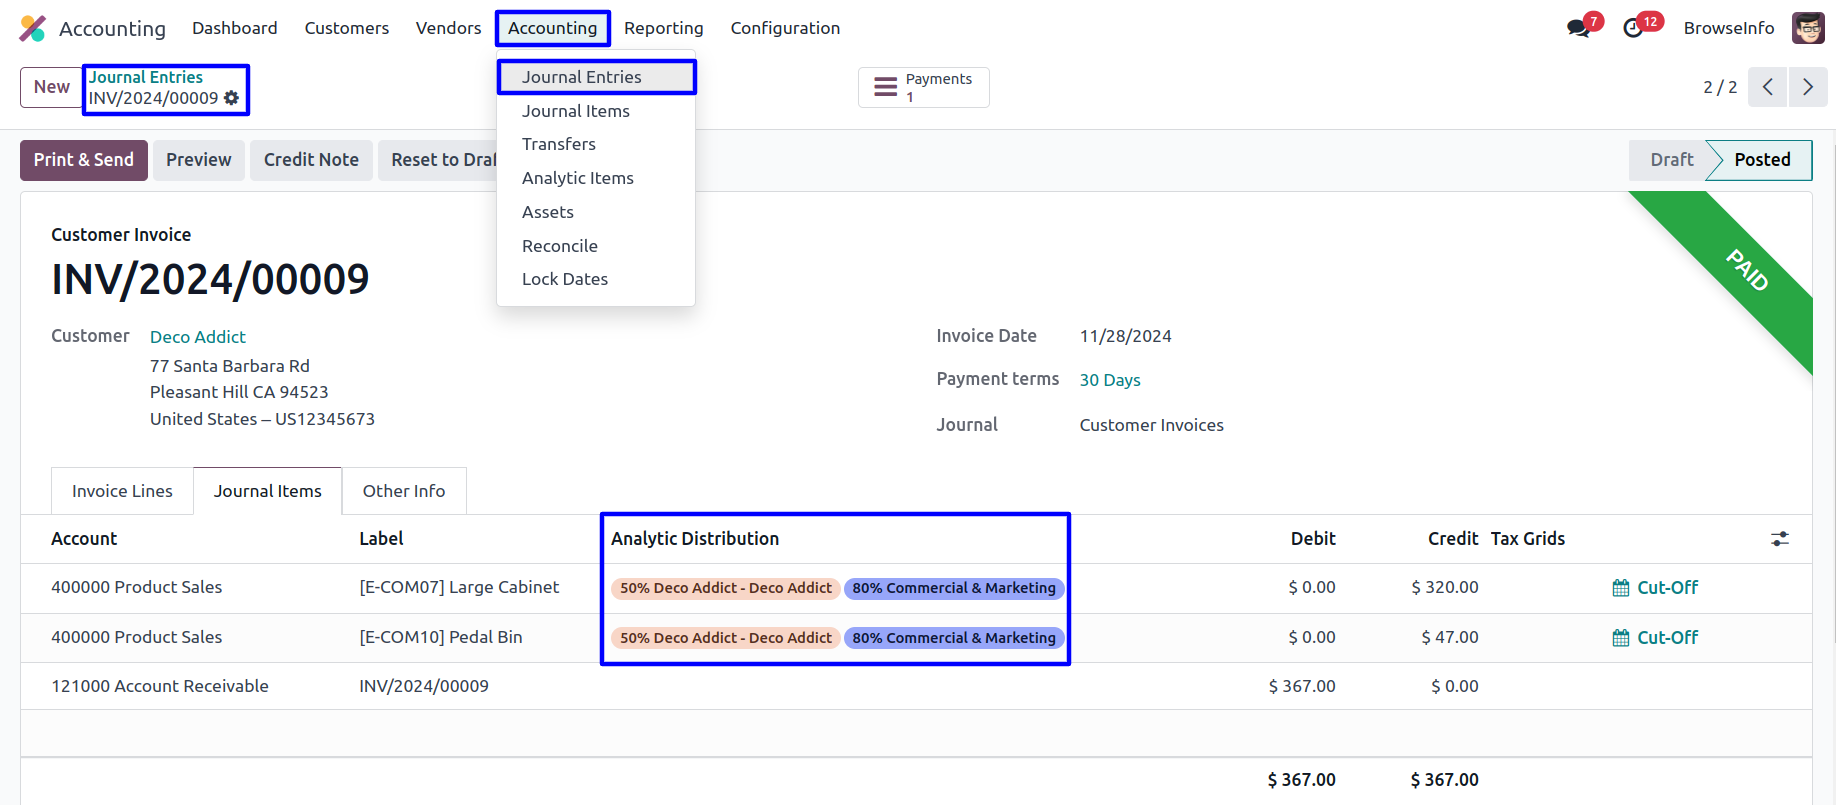 Accounting Dashboard Customers Vendors Accounting Reporting Configuration 7 12 BrowseInfo
New Journal Entries
INV/2024/00009
Payments
1
2 / 2
Journal Entries
Journal Items
Transfers
Analytic Items
Assets
Reconcile
Lock Dates
Print & Send Preview Credit Note Reset to Draf Draft Posted
PAID
Customer Invoice
INV/2024/00009
Customer Deco Addict
77 Santa Barbara Rd
Pleasant Hill CA 94523
United States – US12345673
Invoice Date 11/28/2024
Payment terms 30 Days
Journal Customer Invoices
Invoice Lines Journal Items Other Info
Account Label Analytic Distribution Debit Credit Tax Grids
400000 Product Sales [E-COM07] Large Cabinet 50% Deco Addict - Deco Addict 80% Commercial & Marketing $ 0.00 $ 320.00 Cut-Off
400000 Product Sales [E-COM10] Pedal Bin 50% Deco Addict - Deco Addict 80% Commercial & Marketing $ 0.00 $ 47.00 Cut-Off
121000 Account Receivable INV/2024/00009 $ 367.00 $ 0.00
$ 367.00 $ 367.00